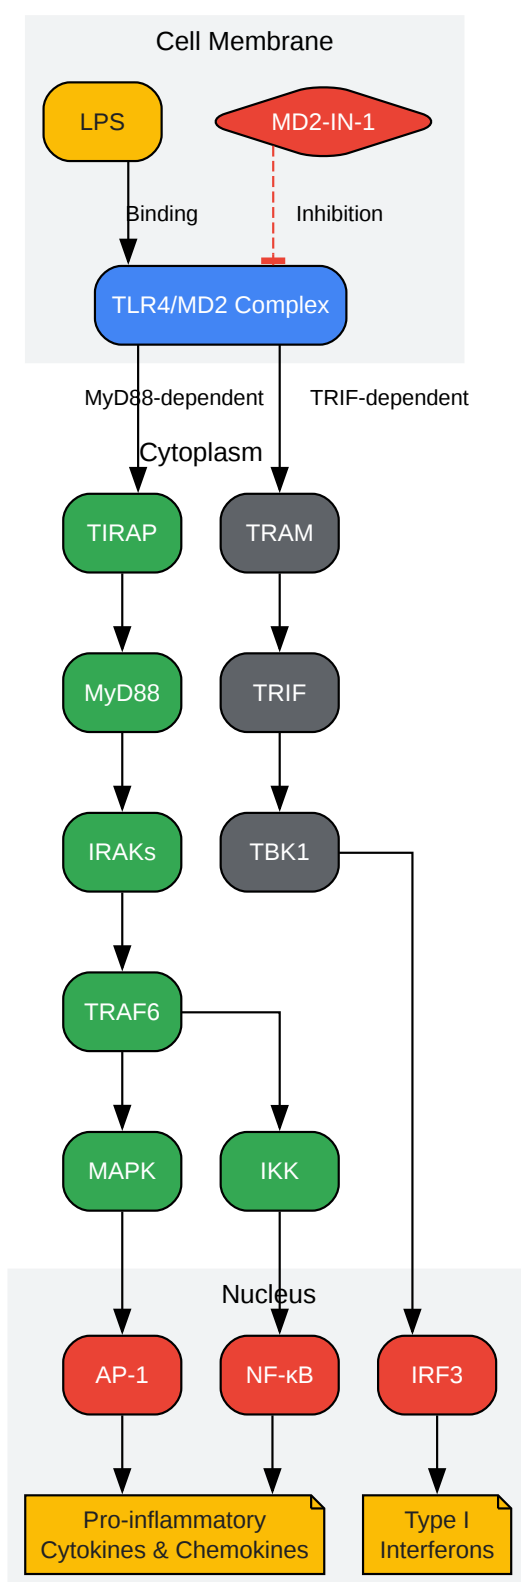 Cell Membrane
LPS
MD2-IN-1
Binding
Inhibition
TLR4/MD2 Complex
MyD88-dependent
TRIF-dependent
Cytoplasm
TIRAP
TRAM
MyD88
TRIF
IRAKs
TBK1
TRAF6
MAPK
IKK
Nucleus
AP-1
NF-κB
IRF3
Pro-inflammatory
Cytokines & Chemokines
Type I
Interferons